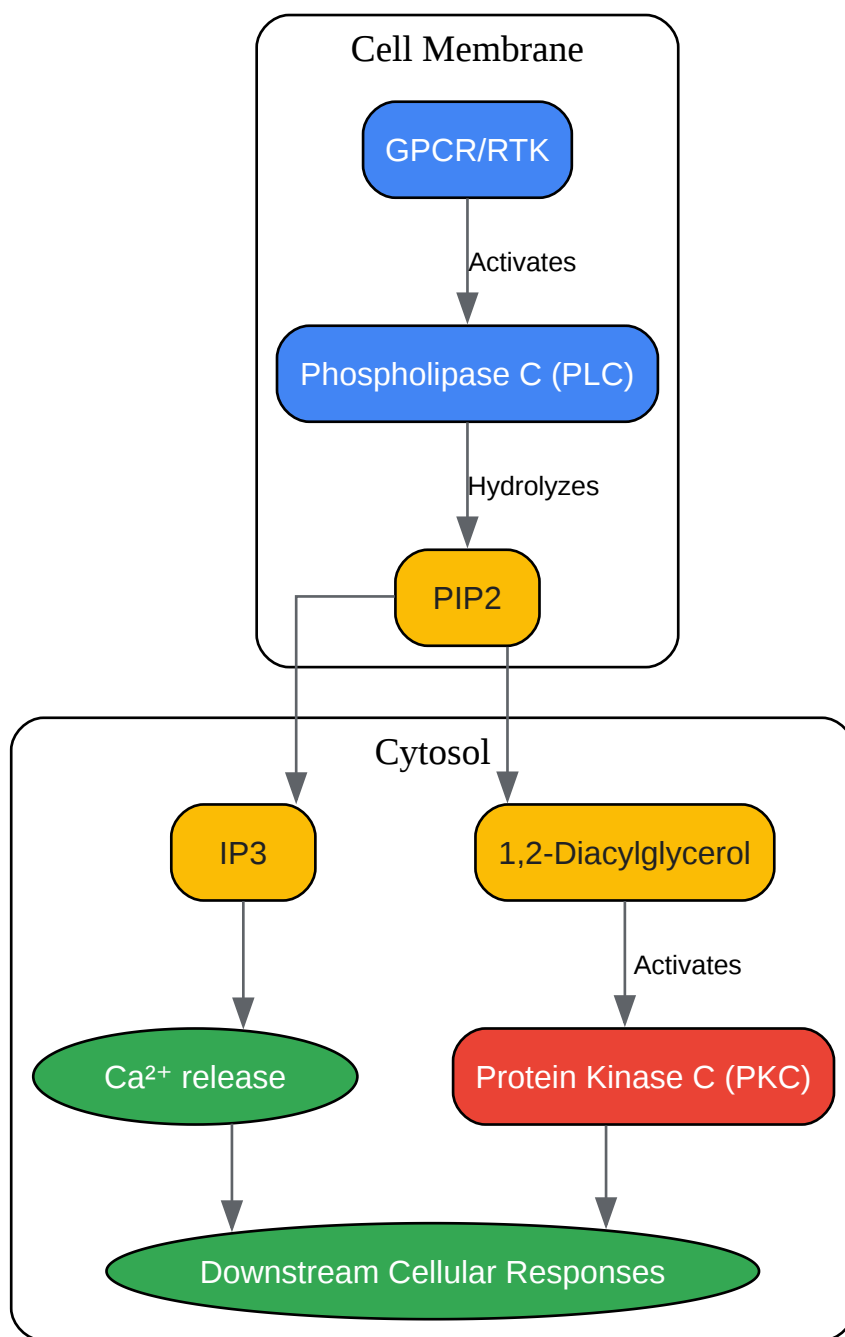 Cell Membrane
GPCR/RTK
Activates
Phospholipase C (PLC)
Hydrolyzes
PIP2
Cytosol
IP3
1,2-Diacylglycerol
Activates
Ca²⁺ release
Protein Kinase C (PKC)
Downstream Cellular Responses